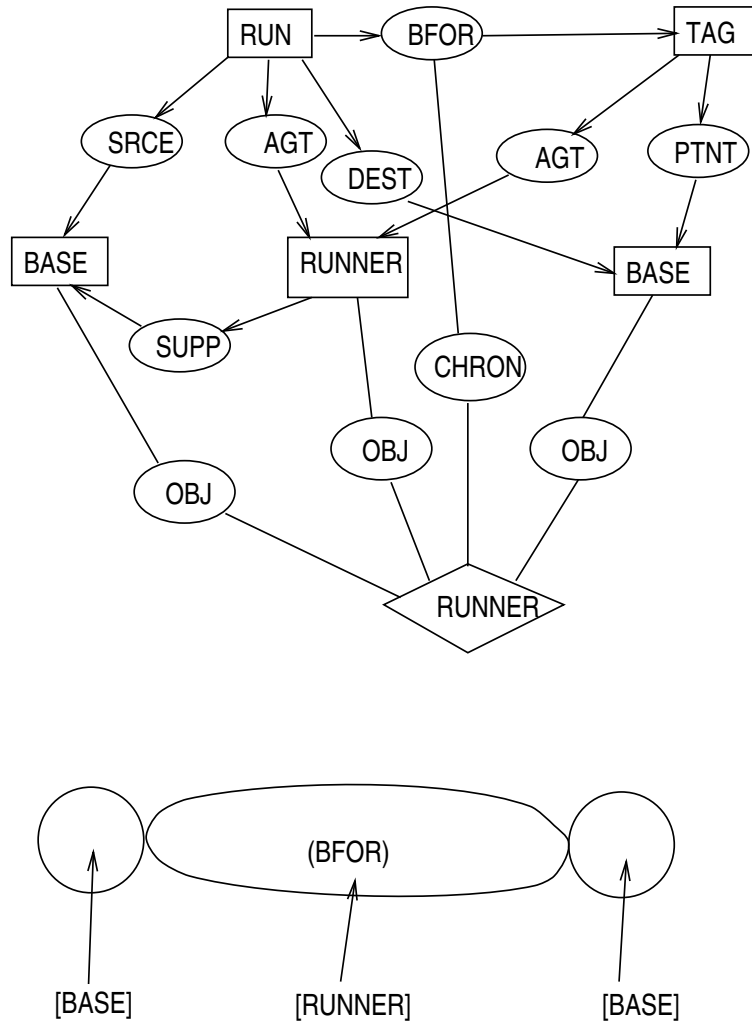 RUN
BFOR
TAG
SRCE
AGT
DEST
AGT
PTNT
BASE
RUNNER
BASE
SUPP
CHRON
OBJ
OBJ
OBJ
RUNNER
(BFOR)
[BASE]
[RUNNER]
[BASE]